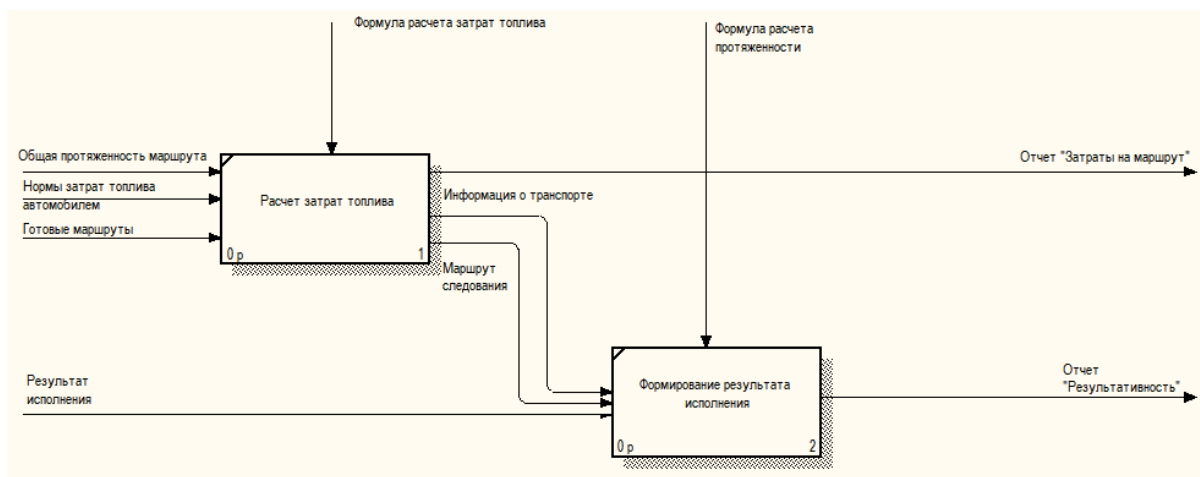 Формула расчета затрат топлива
Формула расчета
протяженности
Общая протяженность маршрута
Отчет "Затраты на маршрут"
Нормы затрат топлива
автомобилем
Расчет затрат топлива
Информация о транспорте
Готовые маршруты
0 р
1
Маршрут
следования
Результат
исполнения
Формирование результата
исполнения
Отчет
"Результативность"
0 р
2